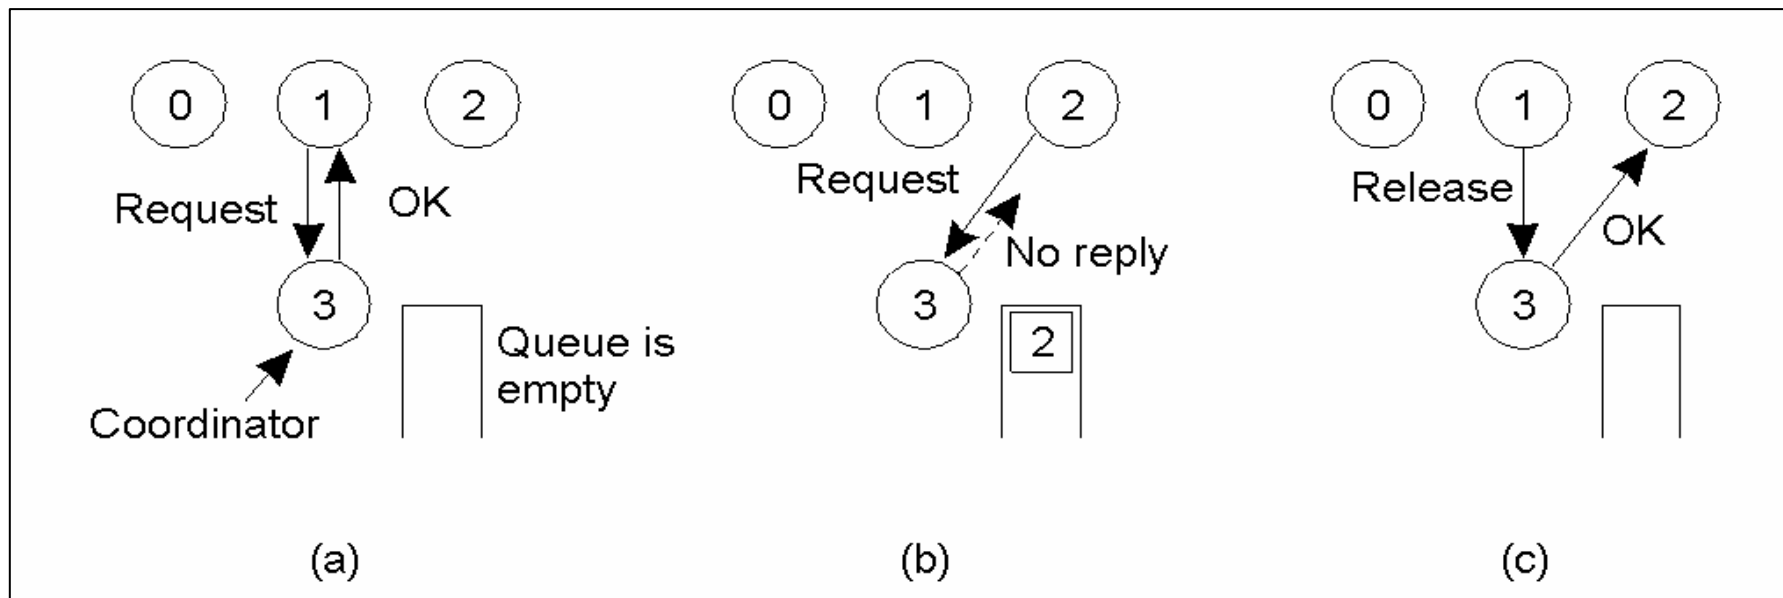 0 1 2
Request
OK
3
Queue is
empty
Coordinator
(a)
0 1 2
Request
No reply
3
2
(b)
0 1 2
Release
OK
3
(c)